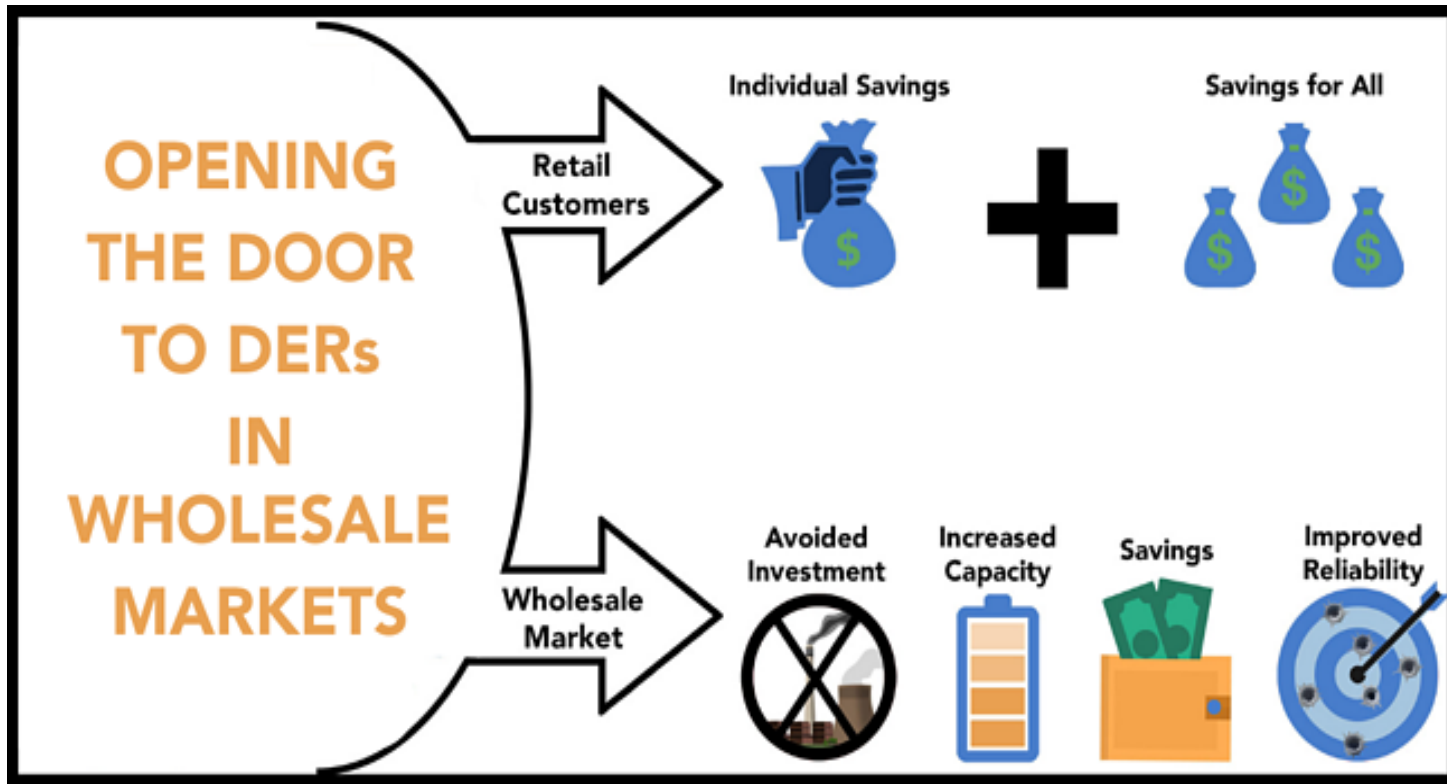 OPENING
THE DOOR
TO DERs
IN
WHOLESALE
MARKETS
Retail
Customers
Individual Savings
Savings for All
$
$
$
$
Wholesale
Market
Avoided
Investment
Increased
Capacity
Savings
Improved
Reliability